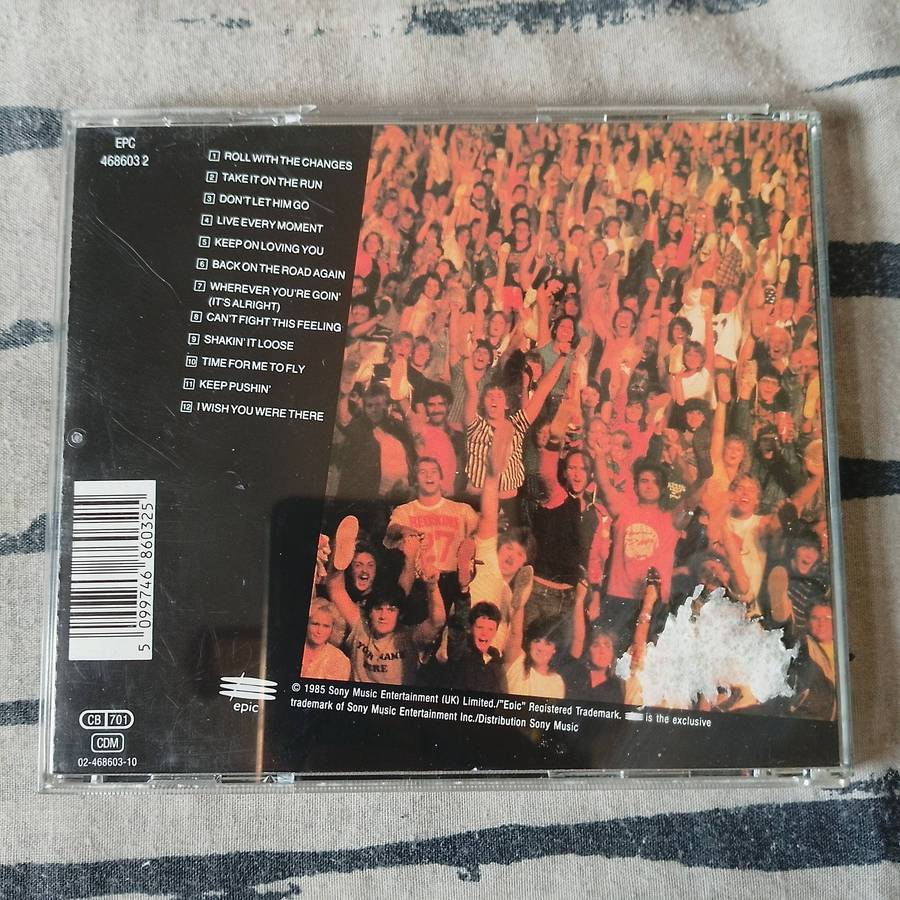 EPC
468603 2
1 ROLL WITH THE CHANGES
2 TAKE IT ON THE RUN
3 DON'T LET HIM GO
4 LIVE EVERY MOMENT
5 KEEP ON LOVING YOU
6 BACK ON THE ROAD AGAIN
7 WHEREVER YOU'RE GOIN'
(IT'S ALRIGHT)
8 CAN'T FIGHT THIS FEELING
9 SHAKIN' IT LOOSE
10 TIME FOR ME TO FLY
11 KEEP PUSHIN'
12 I WISH YOU WERE THERE
5 099746 860325
REDSKINS
87
YOUR NAME
HERE
epic
© 1985 Sony Music Entertainment (UK) Limited./"Epic" Registered Trademark. is the exclusive
trademark of Sony Music Entertainment Inc./Distribution Sony Music
CB 701
CDM
02-468603-10